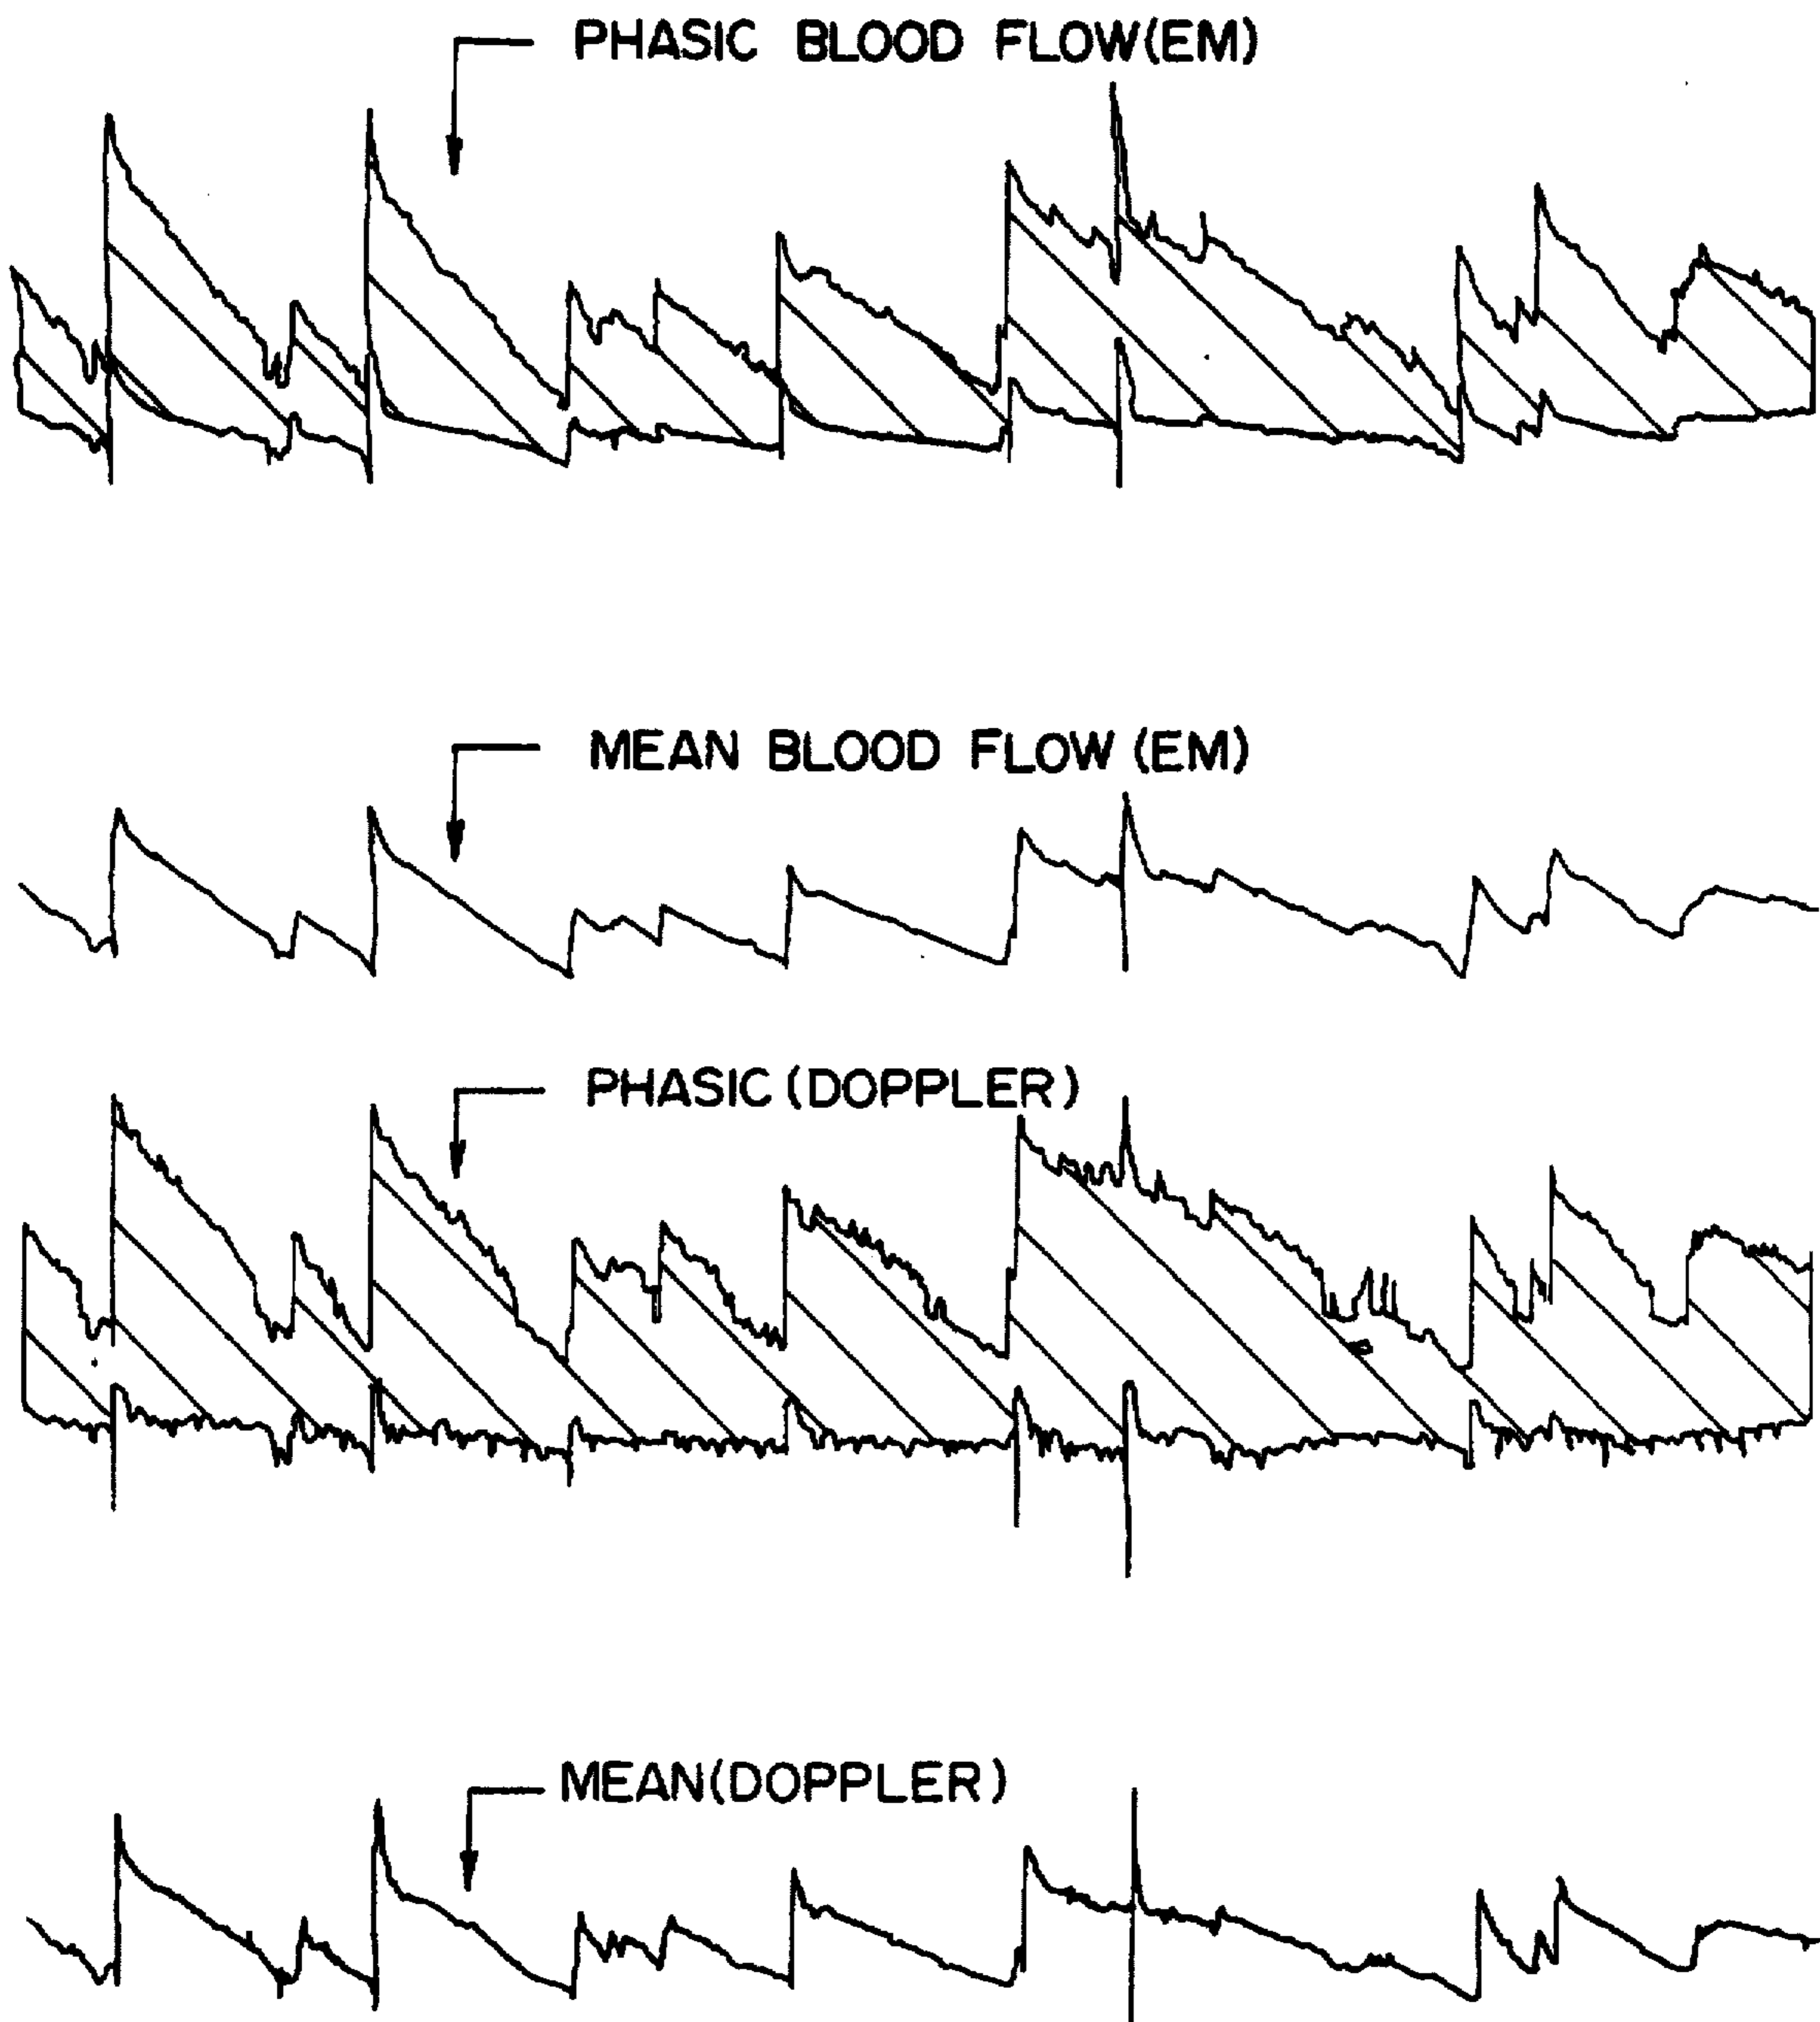 PHASIC BLOOD FLOW(EM)
MEAN BLOOD FLOW (EM)
PHASIC (DOPPLER)
MEAN(DOPPLER)